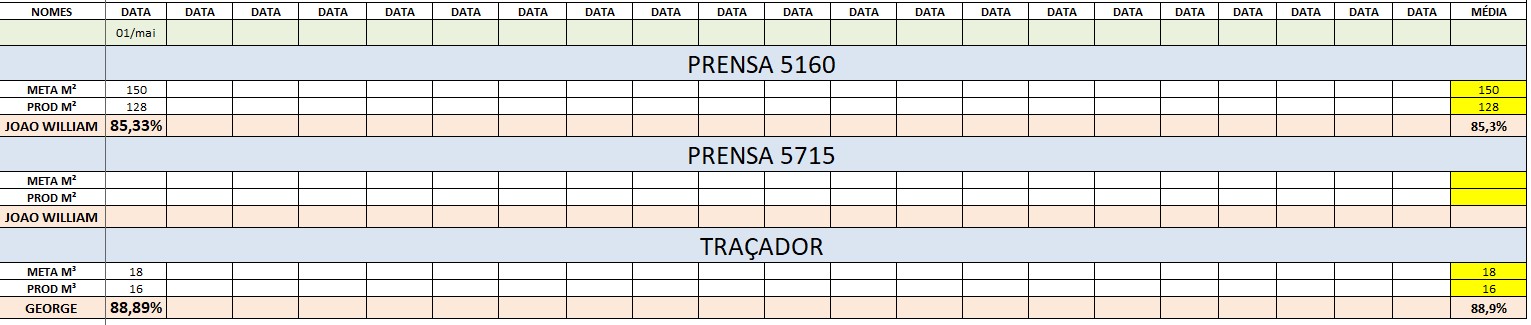 NOMES DATA DATA DATA DATA DATA DATA DATA DATA DATA DATA DATA DATA DATA DATA DATA DATA DATA DATA DATA DATA MÉDIA
01/mai
PRENSA 5160
META M² 150 150
PROD M² 128 128
JOAO WILLIAM 85,33% 85,3%
PRENSA 5715
META M²
PROD M²
JOAO WILLIAM
TRAÇADOR
META M³ 18 18
PROD M³ 16 16
GEORGE 88,89% 88,9%